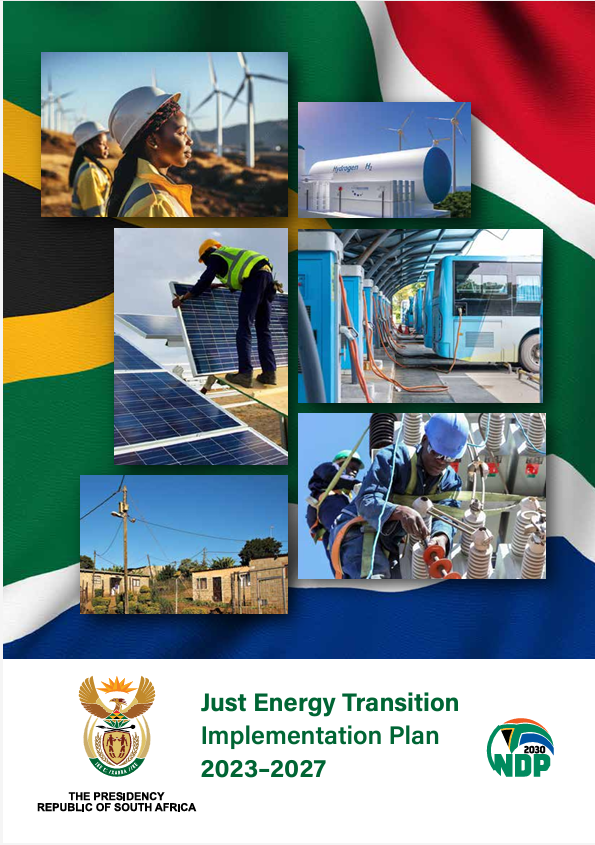 Hydrogen H₂
Just Energy Transition
Implementation Plan
2023–2027
THE PRESIDENCY
REPUBLIC OF SOUTH AFRICA
2030
NDP